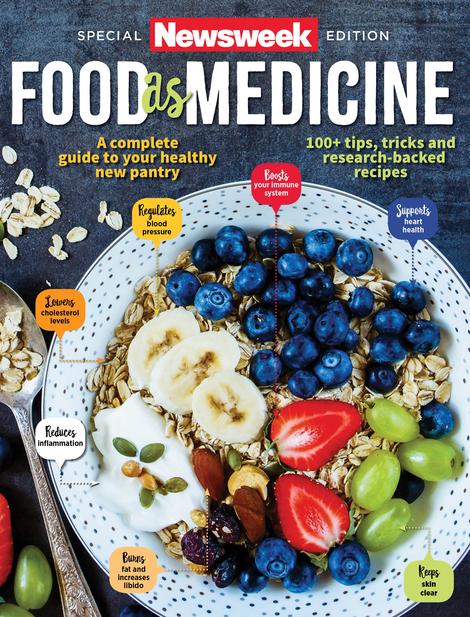 SPECIAL Newsweek EDITION
FOOD as MEDICINE
A complete
guide to your healthy
new pantry
100+ tips, tricks and
research-backed
recipes
Boosts
your immune
system
Regulates
blood
pressure
Supports
heart
health
Lowers
cholesterol
levels
Reduces
inflammation
Burns
fat and
increases
libido
Keeps
skin
clear